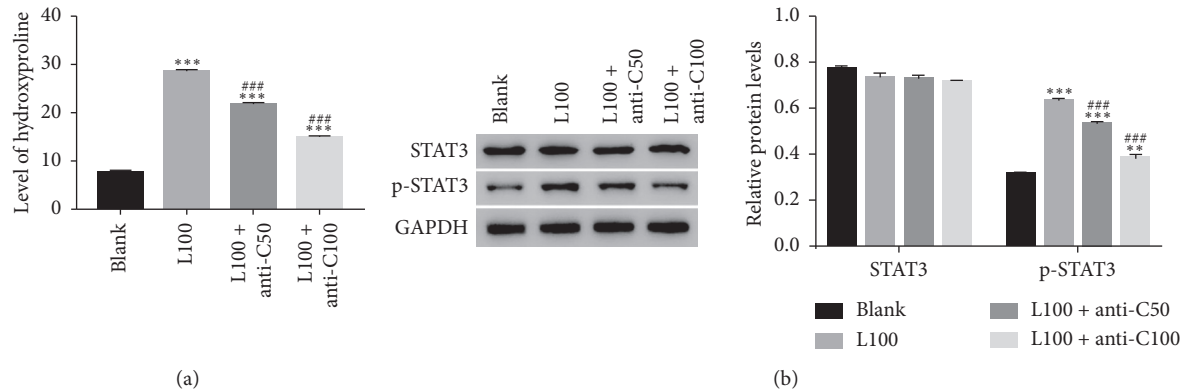 Level of hydroxyproline
40
30
20
10
0
***
###
***
###
***
Blank
L100
L100 +
anti-C50
L100 +
anti-C100
(a)
Blank
L100
L100 +
anti-C50
L100 +
anti-C100
STAT3
p-STAT3
GAPDH
Relative protein levels
1.0
0.8
0.6
0.4
0.2
0.0
***
###
***
###
**
STAT3
p-STAT3
Blank
L100
L100 + anti-C50
L100 + anti-C100
(b)